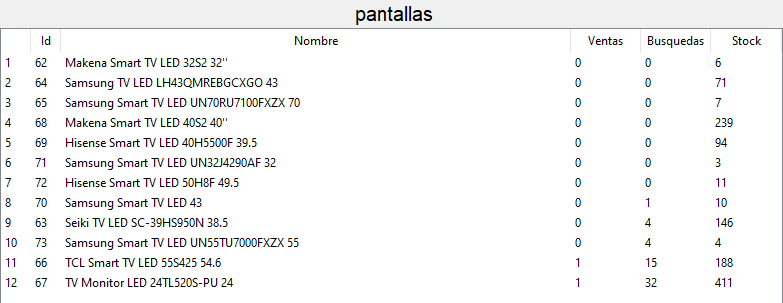 pantallas
Id Nombre Ventas Busquedas Stock
1 62 Makena Smart TV LED 32S2 32'' 0 0 6
2 64 Samsung TV LED LH43QMREBGCXGO 43 0 0 71
3 65 Samsung Smart TV LED UN70RU7100FXZX 70 0 0 7
4 68 Makena Smart TV LED 40S2 40'' 0 0 239
5 69 Hisense Smart TV LED 40H5500F 39.5 0 0 94
6 71 Samsung Smart TV LED UN32J4290AF 32 0 0 3
7 72 Hisense Smart TV LED 50H8F 49.5 0 0 11
8 70 Samsung Smart TV LED 43 0 1 10
9 63 Seiki TV LED SC-39HS950N 38.5 0 4 146
10 73 Samsung Smart TV LED UN55TU7000FXZX 55 0 4 4
11 66 TCL Smart TV LED 55S425 54.6 1 15 188
12 67 TV Monitor LED 24TL520S-PU 24 1 32 411